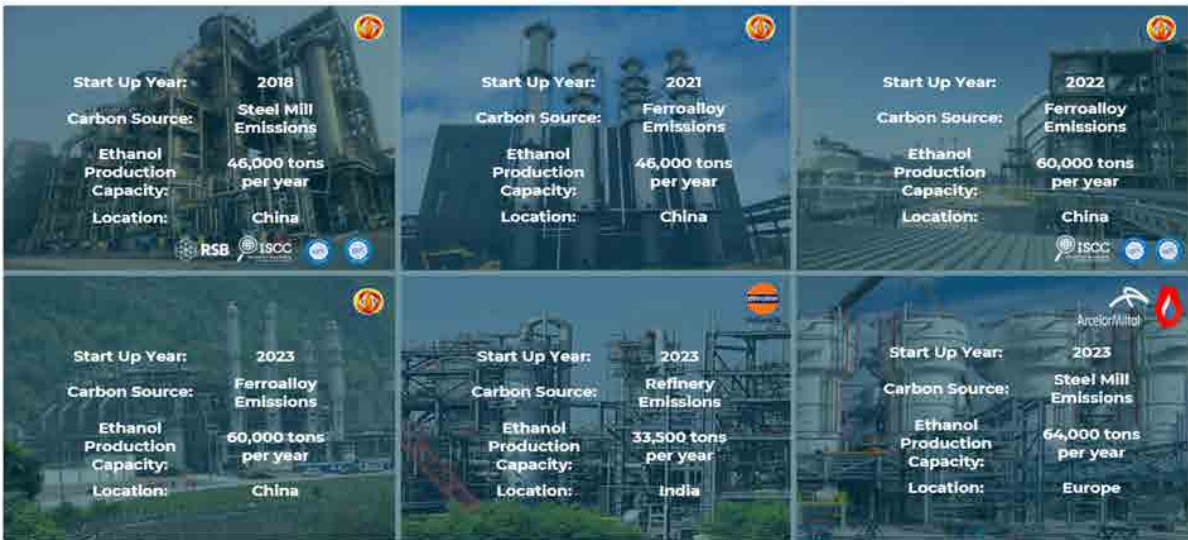 Start Up Year: 2018
Carbon Source: Steel Mill
Emissions
Ethanol
Production
Capacity: 46,000 tons
per year
Location: China
RSB
ISCC
Start Up Year: 2021
Carbon Source: Ferroalloy
Emissions
Ethanol
Production
Capacity: 46,000 tons
per year
Location: China
Start Up Year: 2022
Carbon Source: Ferroalloy
Emissions
Ethanol
Production
Capacity: 60,000 tons
per year
Location: China
ISCC
Start Up Year: 2023
Carbon Source: Ferroalloy
Emissions
Ethanol
Production
Capacity: 60,000 tons
per year
Location: China
Start Up Year: 2023
Carbon Source: Refinery
Emissions
Ethanol
Production
Capacity: 33,500 tons
per year
Location: India
ArcelorMittal
Start Up Year: 2023
Carbon Source: Steel Mill
Emissions
Ethanol
Production
Capacity: 64,000 tons
per year
Location: Europe